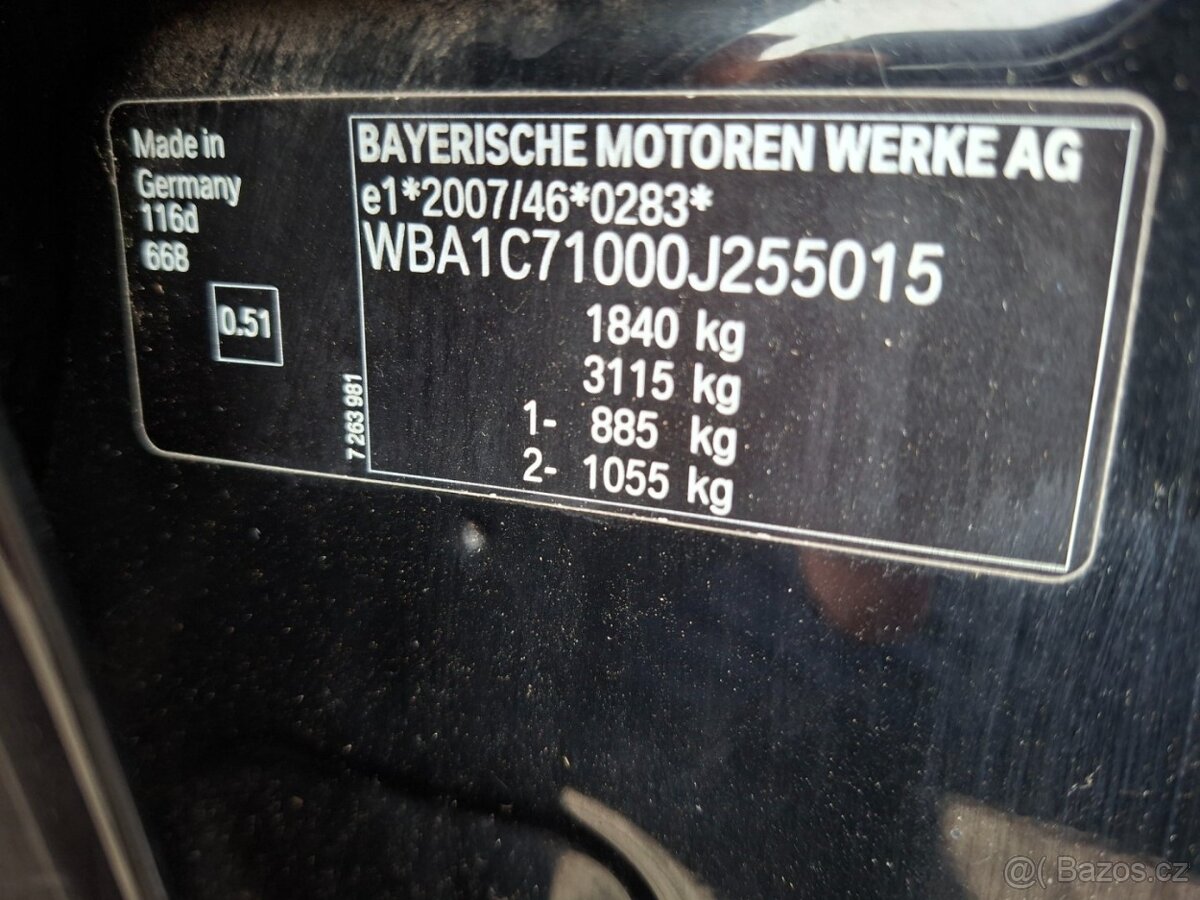 Made in
Germany
116d
668
0.51
7 263 981
BAYERISCHE MOTOREN WERKE AG
e1*2007/46*0283*
WBA1C71000J255015
1840 kg
3115 kg
1- 885 kg
2- 1055 kg
@(. Bazos.cz